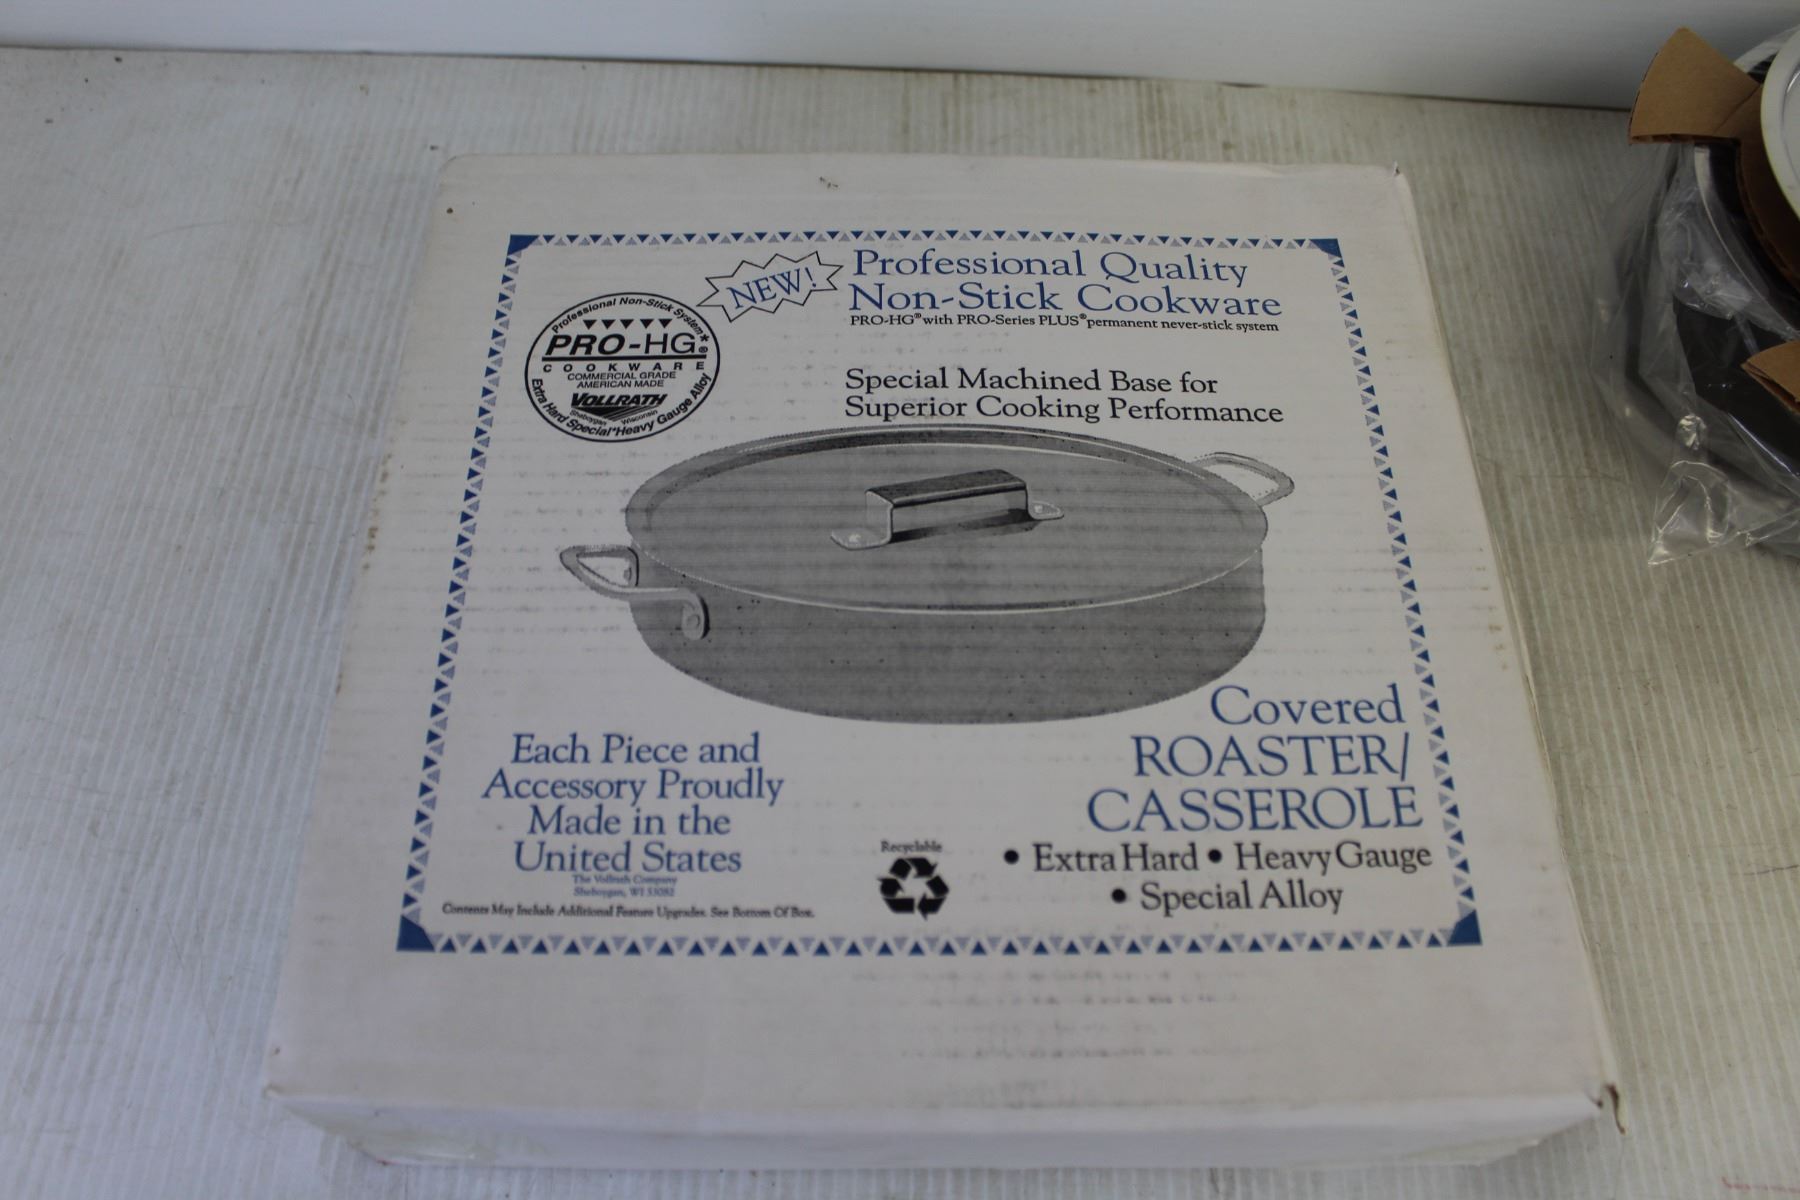 NEW!
Professional Quality
Non-Stick Cookware
PRO-HG® with PRO-Series PLUS® permanent never-stick system
Professional Non-Stick System*
PRO-HG®
COOKWARE
COMMERCIAL GRADE
AMERICAN MADE
VOLLRATH
Sheboygan, Wisconsin
Extra Hard Special*Heavy Gauge Alloy
Special Machined Base for
Superior Cooking Performance
Covered
ROASTER/
CASSEROLE
• Extra Hard • Heavy Gauge
• Special Alloy
Each Piece and
Accessory Proudly
Made in the
United States
The Vollrath Company
Sheboygan, WI 53082
Contents May Include Additional Feature Upgrades. See Bottom Of Box.
Recyclable